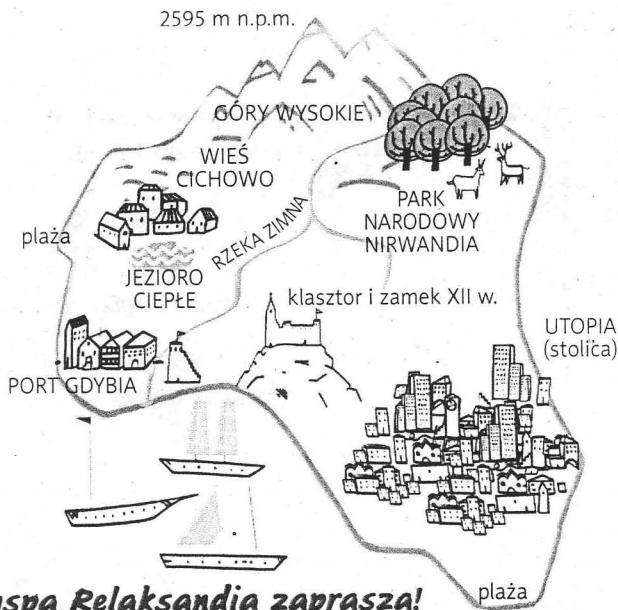 2595 m n.p.m.
GÓRY WYSOKIE
WIEŚ
CICHOWO
PARK
NARODOWY
NIRWANDIA
RZEKA ZIMNA
plaża
JEZIORO
CIEPŁE
klasztor i zamek XII w.
UTOPIA
(stolica)
PORT GDYBIA
plaża
Relaksandia zaprasza!